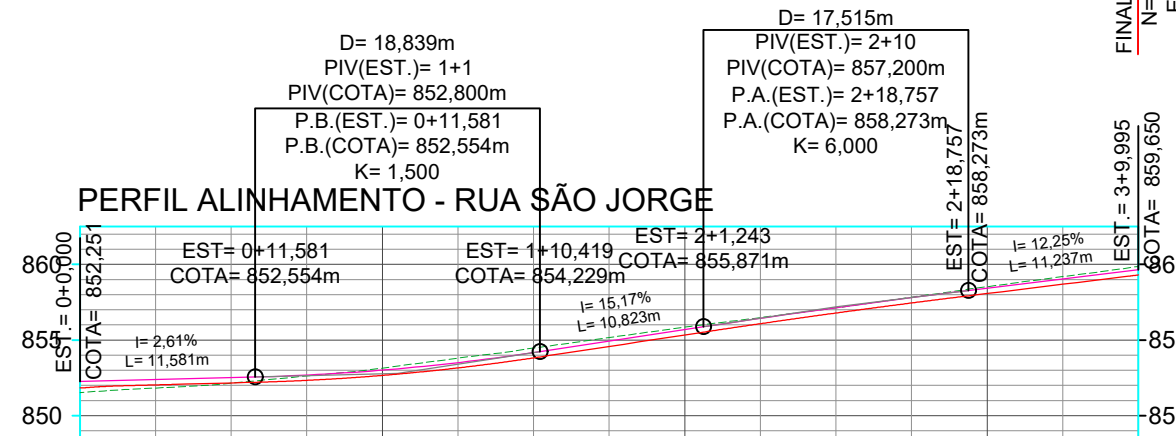 D= 18,839m
PIV(EST.)= 1+1
PIV(COTA)= 852,800m
P.B.(EST.)= 0+11,581
P.B.(COTA)= 852,554m
K= 1,500
D= 17,515m
PIV(EST.)= 2+10
PIV(COTA)= 857,200m
P.A.(EST.)= 2+18,757
P.A.(COTA)= 858,273m
K= 6,000
FINAL
N=
PERFIL ALINHAMENTO - RUA SÃO JORGE
EST.= 0+0,000
COTA= 852,251
EST= 0+11,581
COTA= 852,554m
EST= 1+10,419
COTA= 854,229m
EST= 2+1,243
COTA= 855,871m
EST= 2+18,757
COTA= 858,273m
EST.= 3+9,995
COTA= 859,650
I= 2,61%
L= 11,581m
I= 15,17%
L= 10,823m
I= 12,25%
L= 11,237m
860
855
850
86
85
85